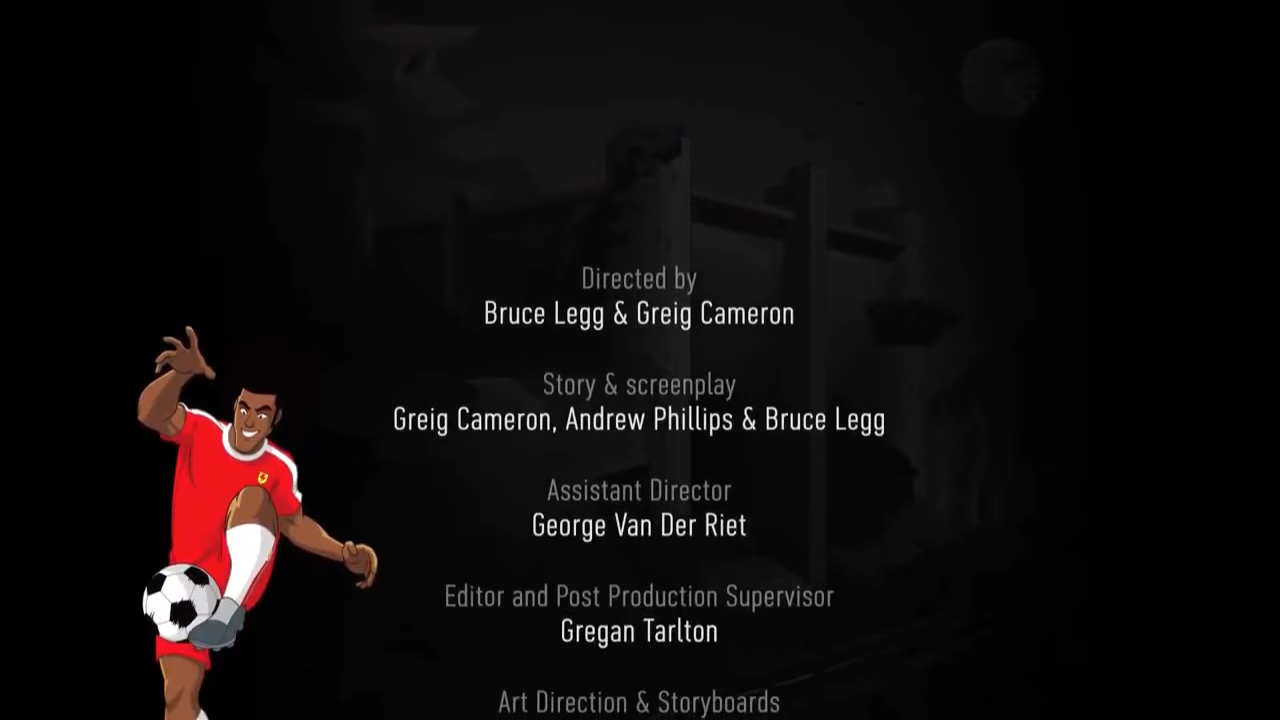 Directed by
Bruce Legg & Greig Cameron
Story & screenplay
Greig Cameron, Andrew Phillips & Bruce Legg
Assistant Director
George Van Der Riet
Editor and Post Production Supervisor
Gregan Tarlton
Art Direction & Storyboards